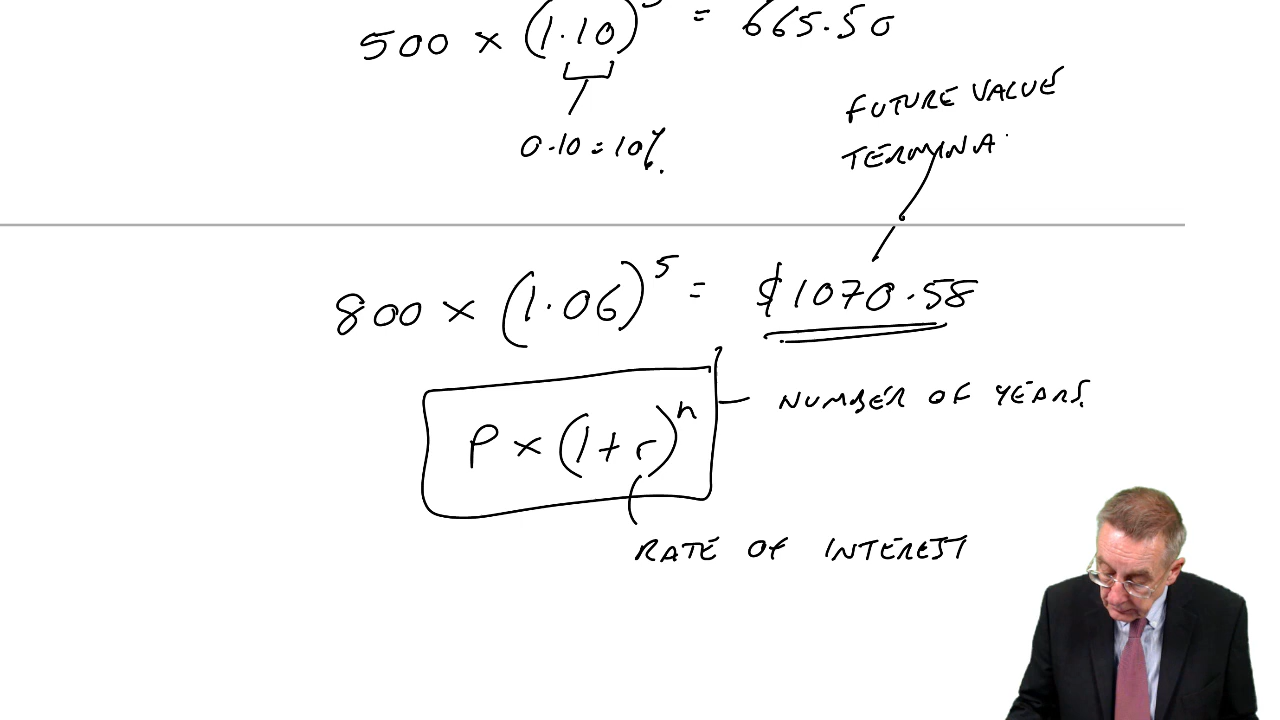 500 × (1.10) = 665.50
0.10 = 10%.
FUTURE VALUE
TERMINA
800 × (1.06)^5 = $1070.58
P × (1 + r)^n
NUMBER OF YEARS.
RATE OF INTEREST